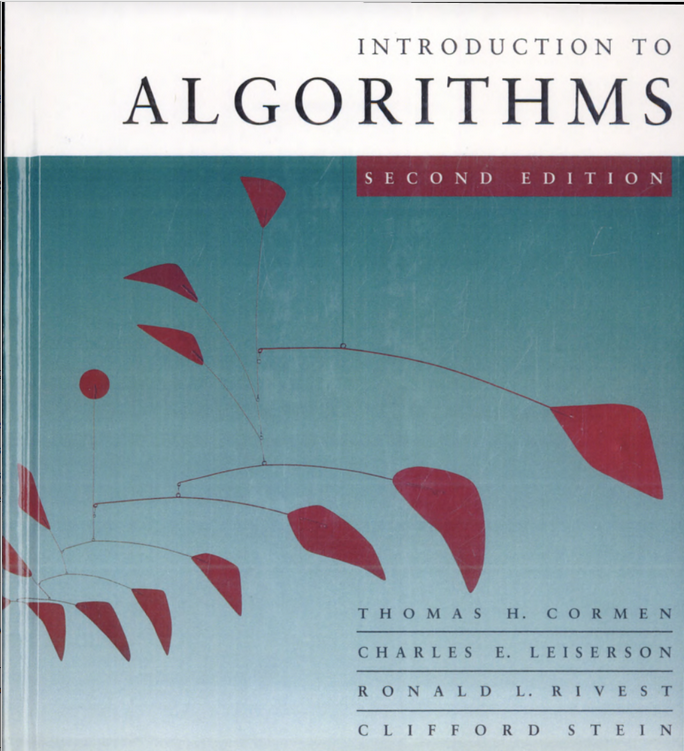 INTRODUCTION TO
ALGORITHMS
SECOND EDITION
THOMAS H. CORMEN
CHARLES E. LEISERSON
RONALD L. RIVEST
CLIFFORD STEIN